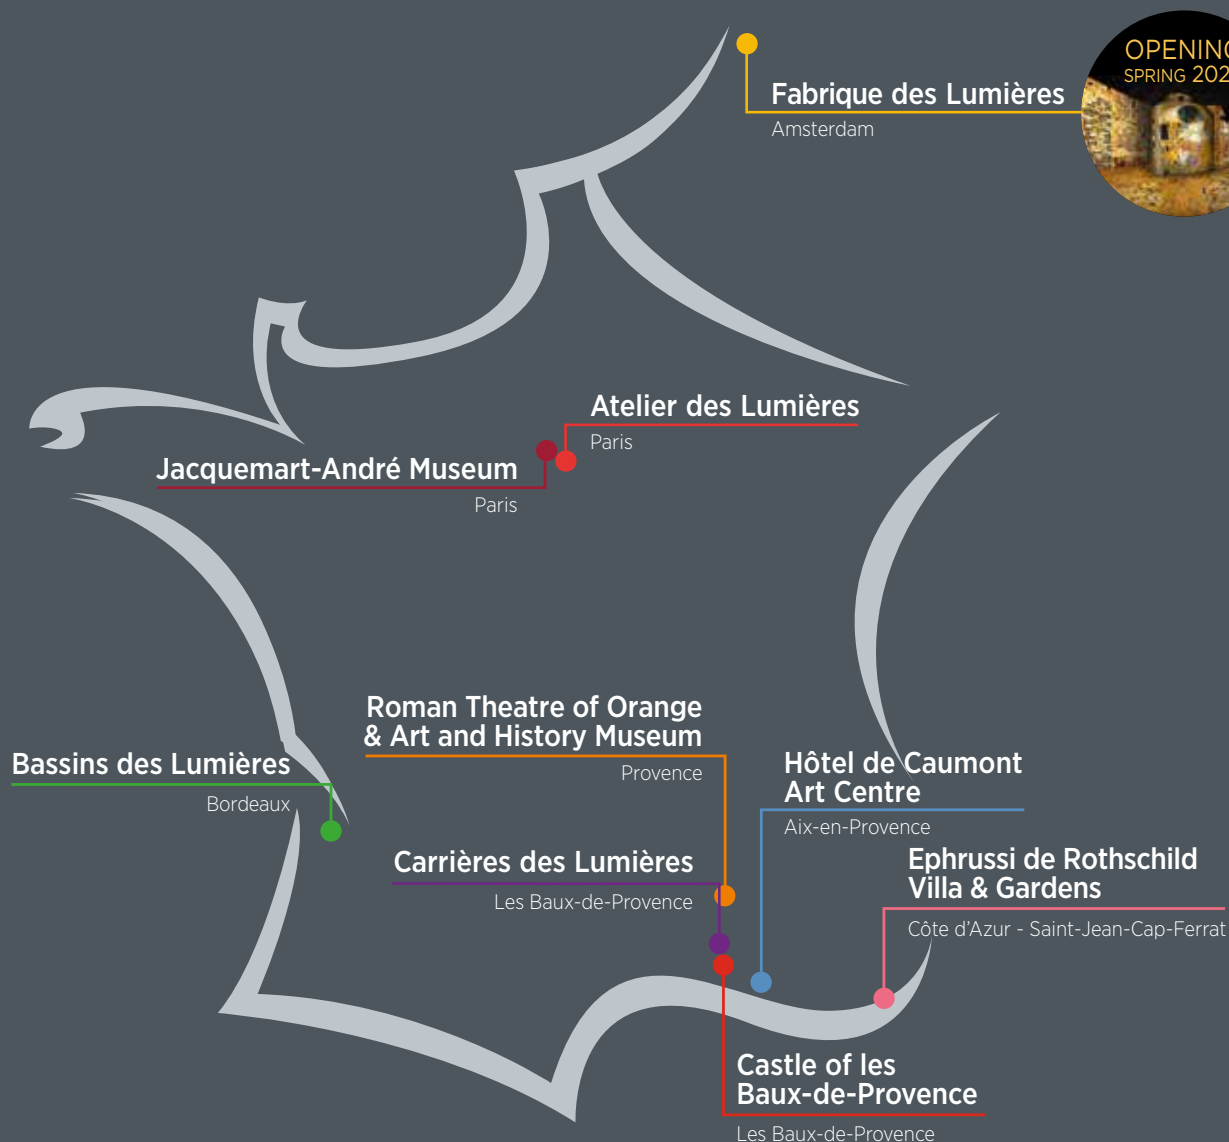 OPENING
SPRING 202
Fabrique des Lumières
Amsterdam
Atelier des Lumières
Paris
Jacquemart-André Museum
Paris
Roman Theatre of Orange
& Art and History Museum
Provence
Bassins des Lumières
Bordeaux
Hôtel de Caumont
Art Centre
Aix-en-Provence
Carrières des Lumières
Les Baux-de-Provence
Ephrussi de Rothschild
Villa & Gardens
Côte d'Azur - Saint-Jean-Cap-Ferrat
Castle of les
Baux-de-Provence
Les Baux-de-Provence